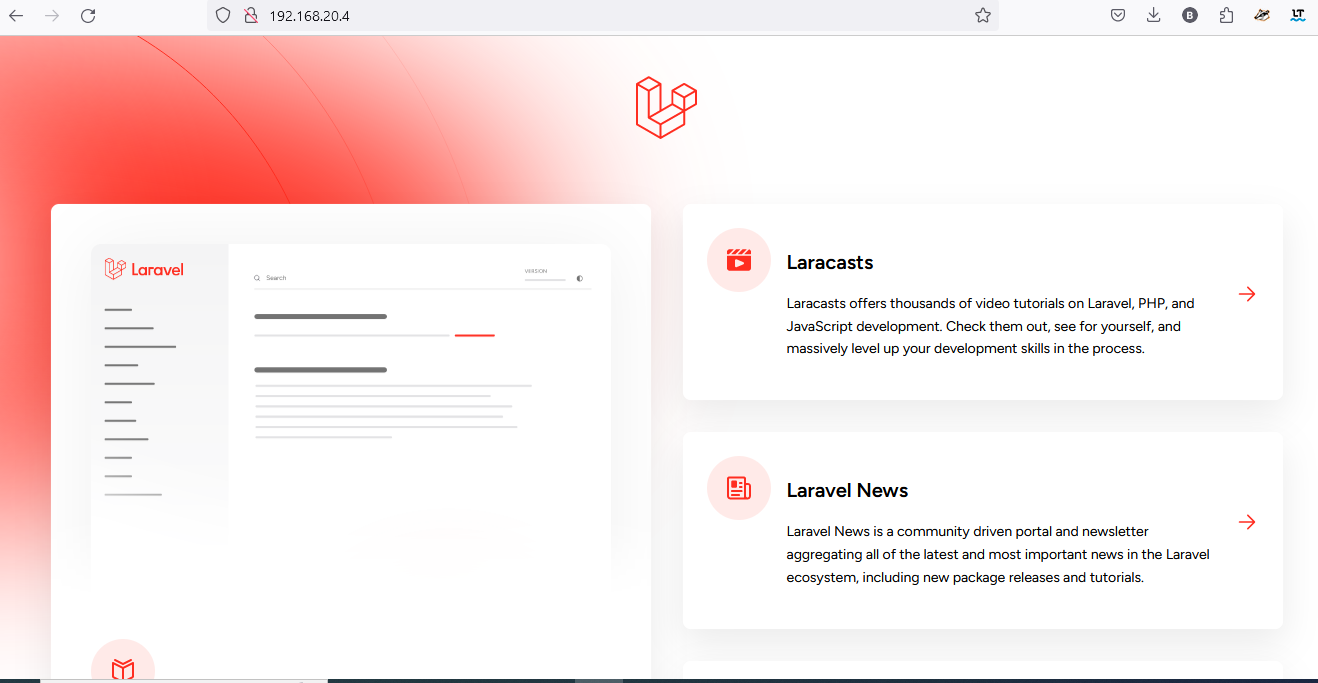 192.168.20.4
B
LT
Laravel
Search
VERSION
Laracasts
Laracasts offers thousands of video tutorials on Laravel, PHP, and
JavaScript development. Check them out, see for yourself, and
massively level up your development skills in the process.
Laravel News
Laravel News is a community driven portal and newsletter
aggregating all of the latest and most important news in the Laravel
ecosystem, including new package releases and tutorials.